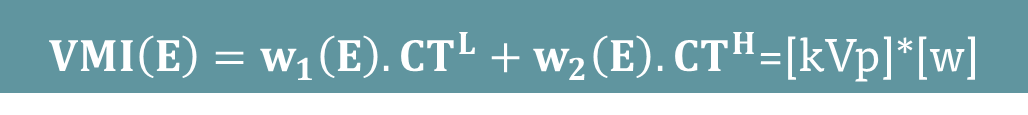 VMI(E) = w₁(E). CTᴸ + w₂(E). CTᴴ=[kVp]*[w]